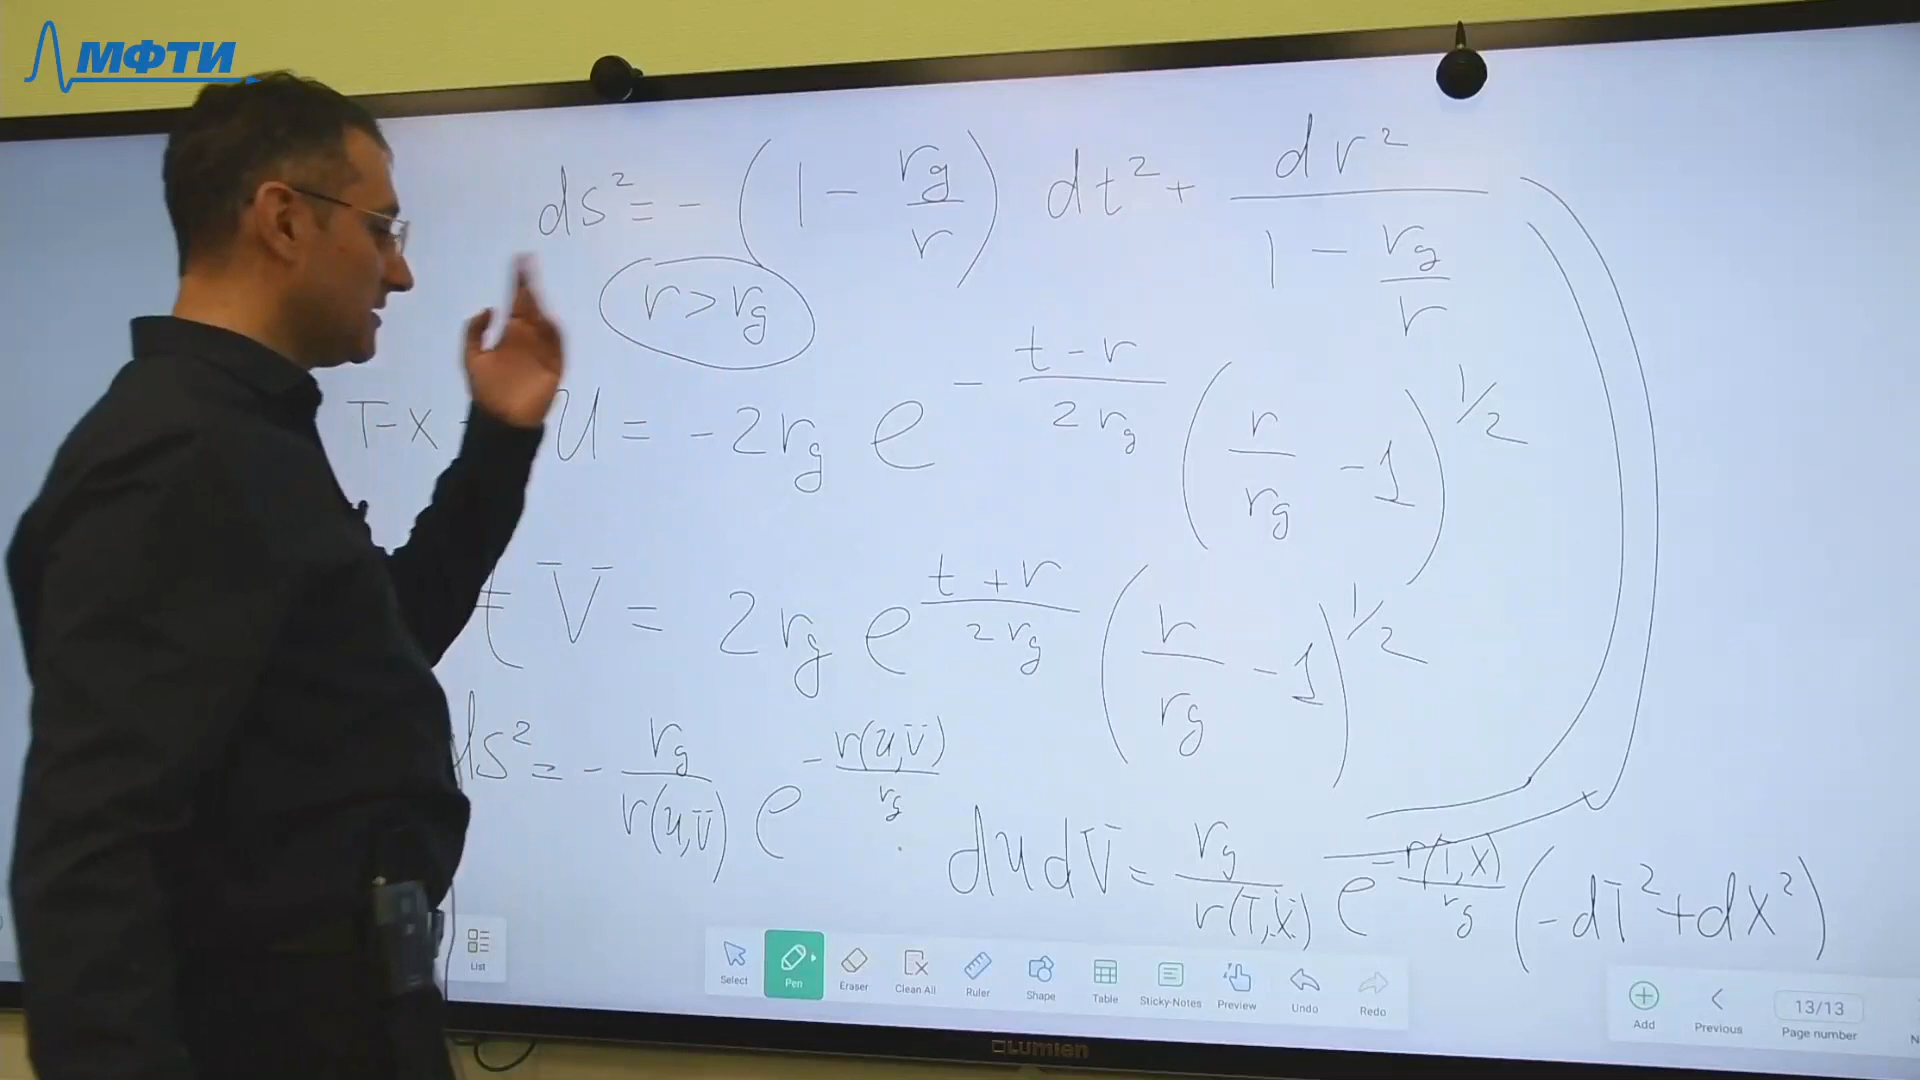 МФТИ
ds² = - (1 - r_g/r) dt² + dr²/(1 - r_g/r)
r > r_g
T-X = U = -2r_g e^{-(t-r)/(2r_g)} (r/r_g - 1)^{1/2}
V = 2r_g e^{(t+r)/(2r_g)} (r/r_g - 1)^{1/2}
ds² = - r_g/r(U,V) e^{-r(U,V)/r_g} dUdV = r_g/r(T,X) e^{-r(T,X)/r_g} (-dT² + dX²)
List
Select Pen Eraser Clean All Ruler Shape Table Sticky-Notes Preview Undo Redo
Add Previous 13/13 Page number
Lumien